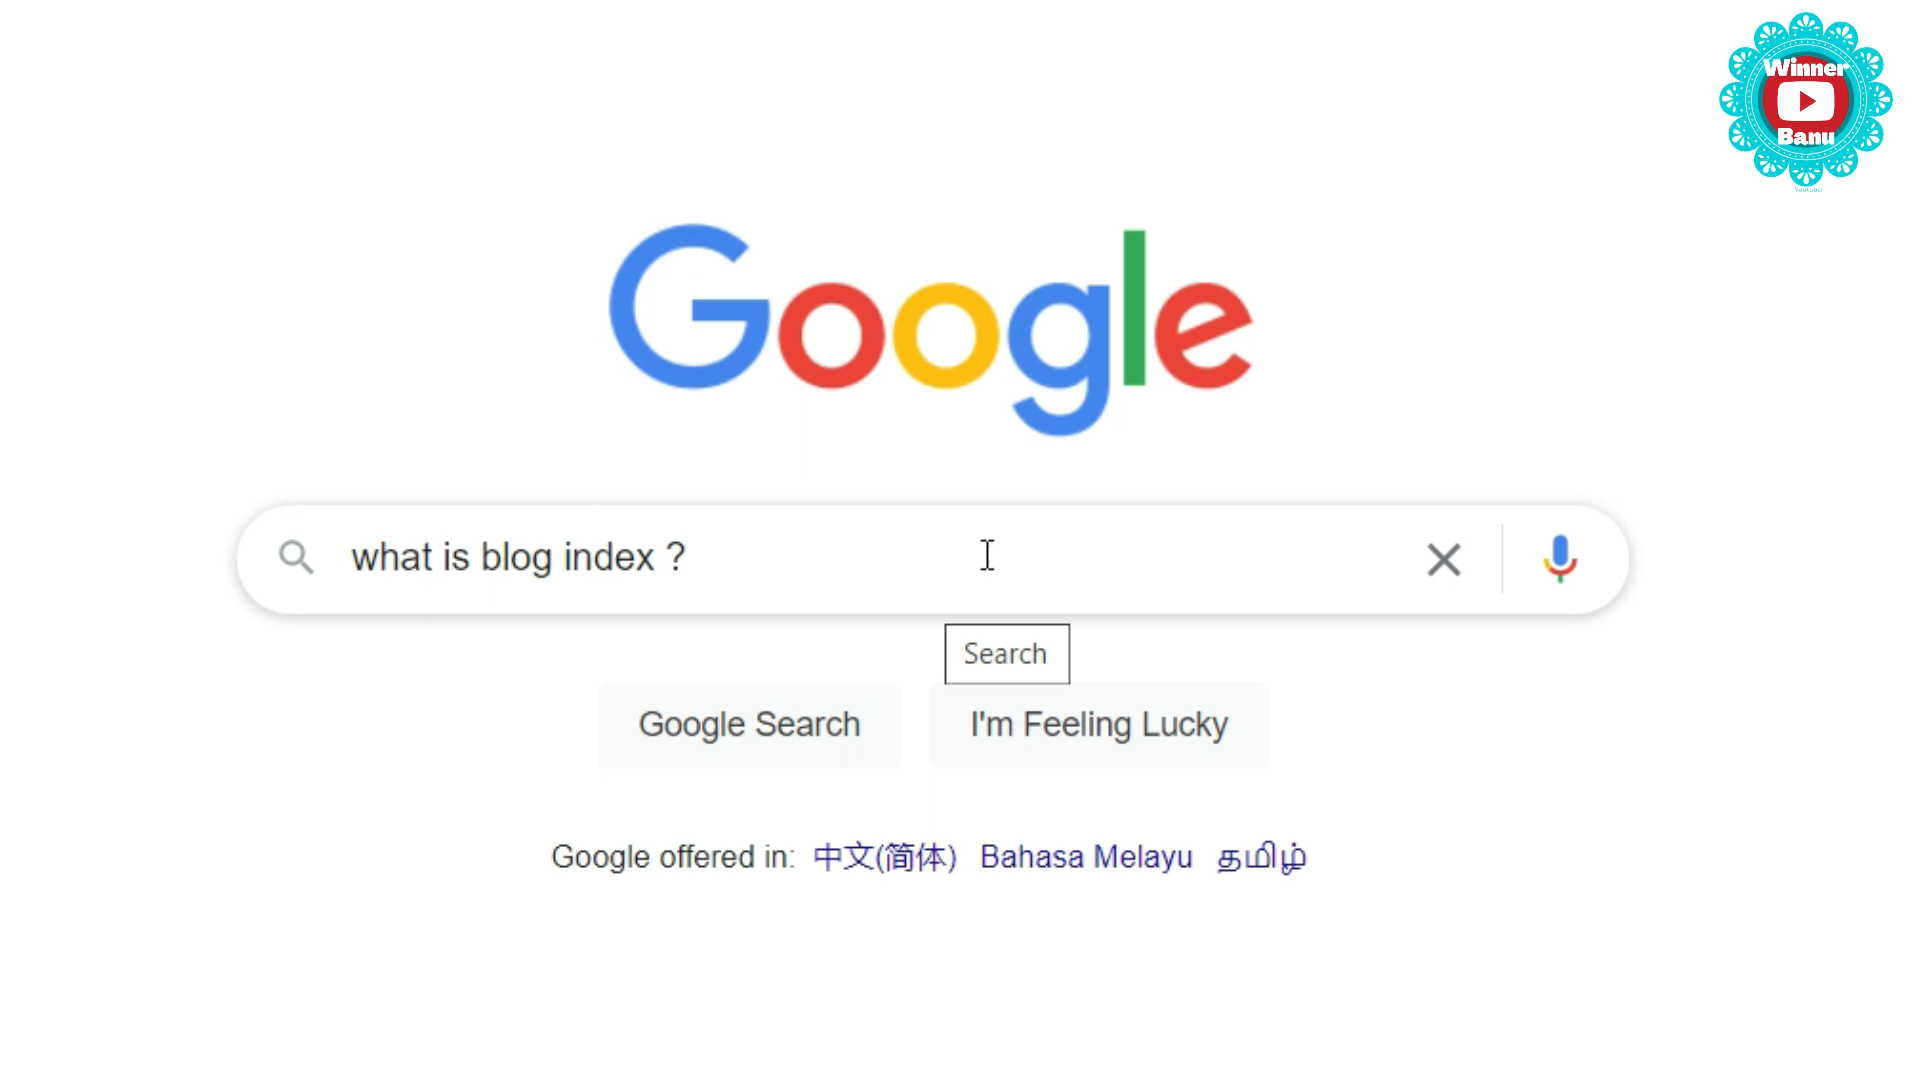 Winner
Banu
Youtuber
Google
what is blog index ?
Search
Google Search
I'm Feeling Lucky
Google offered in: 中文(简体) Bahasa Melayu தமிழ்